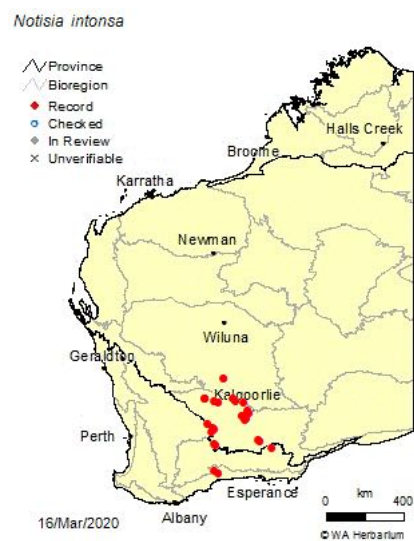 Notisia intonsa
Province
Bioregion
Record
Checked
In Review
Unverifiable
Halls Creek
Broome
Karratha
Newman
Wiluna
Geraldton
Kalgoorlie
Perth
Esperance
Albany
km
0 400
16/Mar/2020
© WA Herbarium